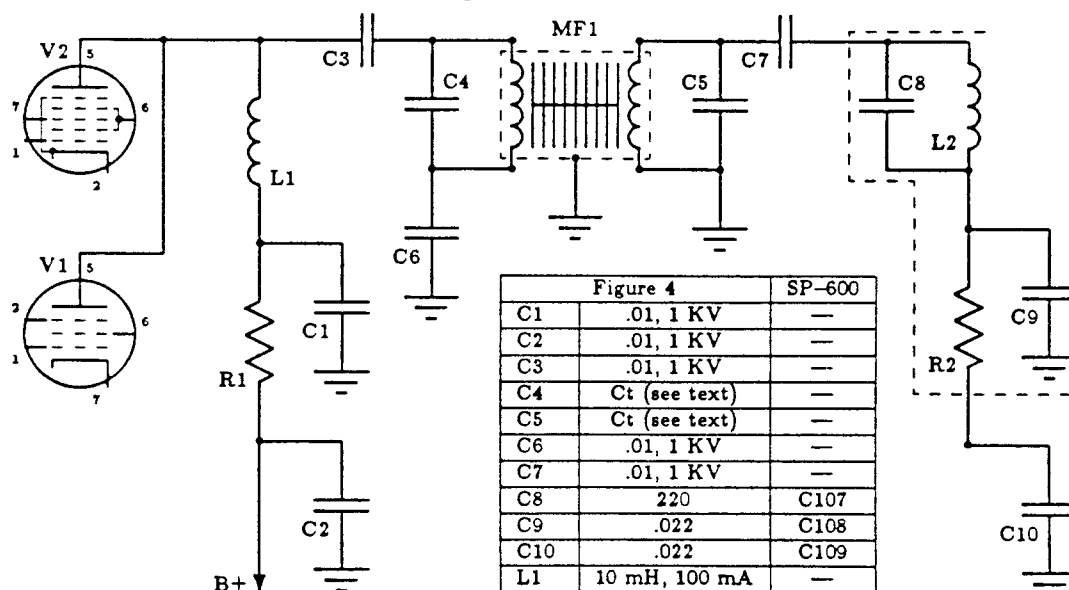 V2
5
7
6
1
2
C3
C4
MF1
C5
C7
C8
L2
L1
C6
V1
5
2
6
1
7
R1
C1
C2
B+
C9
R2
C10
Figure 4 SP–600
C1 .01, 1 KV —
C2 .01, 1 KV —
C3 .01, 1 KV —
C4 Ct (see text) —
C5 Ct (see text) —
C6 .01, 1 KV —
C7 .01, 1 KV —
C8 220 C107
C9 .022 C108
C10 .022 C109
L1 10 mH, 100 mA —